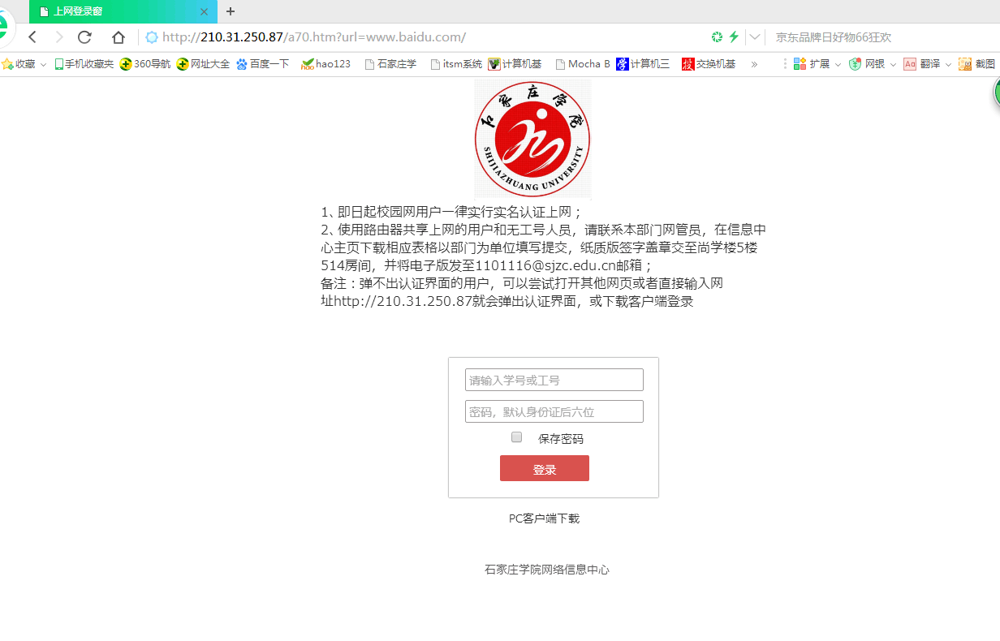 上网登录窗
http://210.31.250.87/a70.htm?url=www.baidu.com/
京东品牌日好物66狂欢
收藏 手机收藏夹 360导航 网址大全 百度一下 hao123 石家庄学 itsm系统 计算机基 Mocha B 计算机三 交换机基 » 扩展 网银 翻译 截图
石家庄学院
SHIJIAZHUANG UNIVERSITY
1、即日起校园网用户一律实行实名认证上网；
2、使用路由器共享上网的用户和无工号人员，请联系本部门网管员，在信息中
心主页下载相应表格以部门为单位填写提交，纸质版签字盖章交至尚学楼5楼
514房间，并将电子版发至1101116@sjzc.edu.cn邮箱；
备注：弹不出认证界面的用户，可以尝试打开其他网页或者直接输入网
址http://210.31.250.87就会弹出认证界面，或下载客户端登录
请输入学号或工号
密码，默认身份证后六位
保存密码
登录
PC客户端下载
石家庄学院网络信息中心